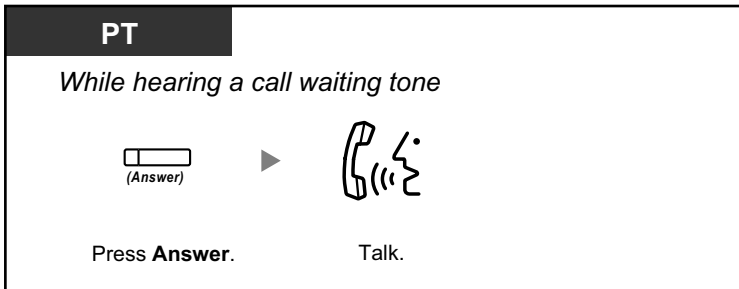 PT
While hearing a call waiting tone
(Answer)
Press Answer.
Talk.